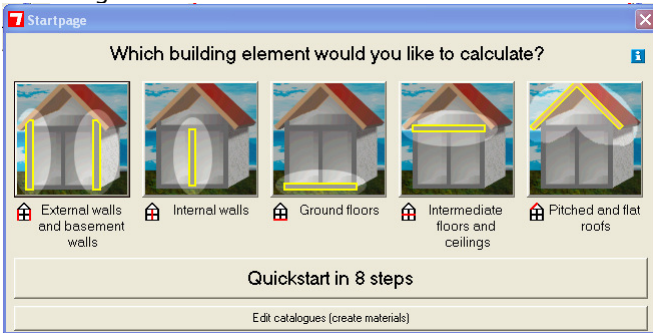 Startpage
Which building element would you like to calculate?
External walls
and basement
walls
Internal walls
Ground floors
Intermediate
floors and
ceilings
Pitched and flat
roofs
Quickstart in 8 steps
Edit catalogues (create materials)